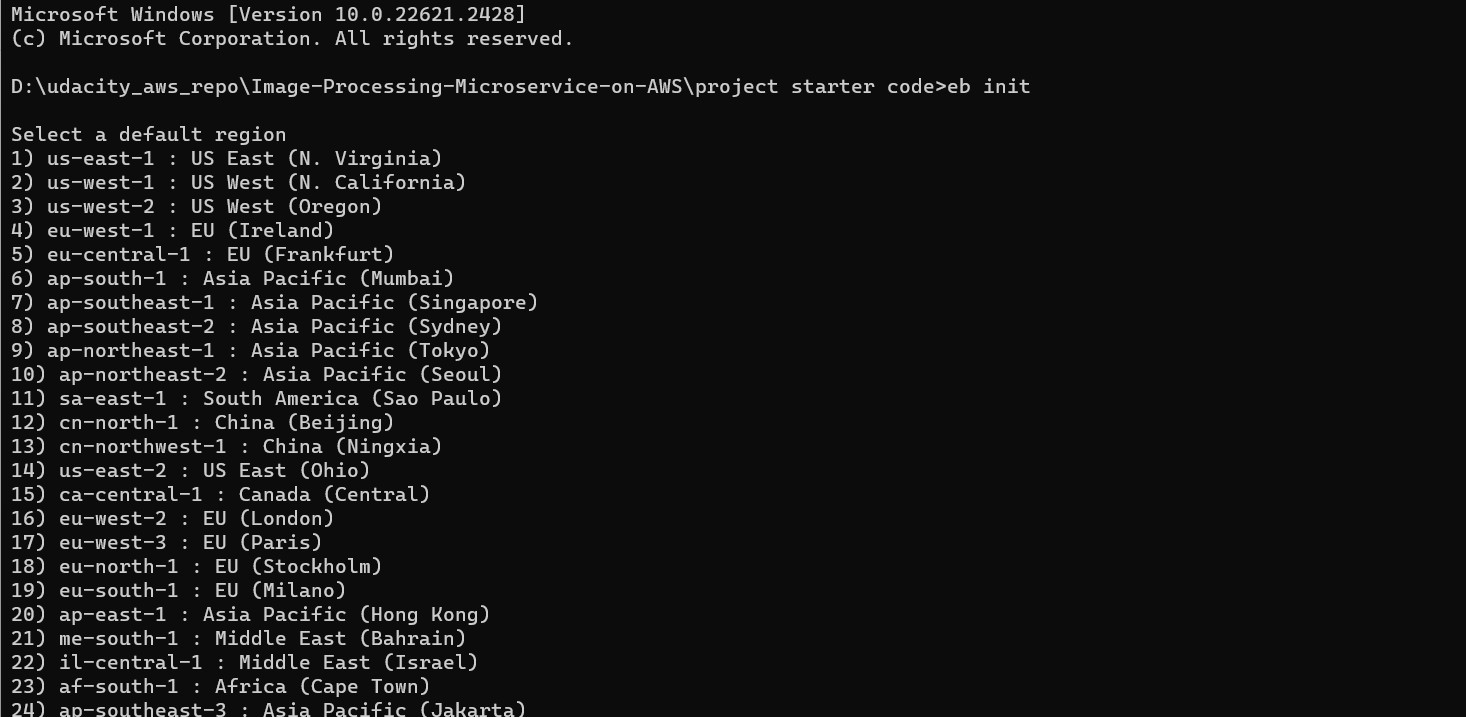 Microsoft Windows [Version 10.0.22621.2428]
(c) Microsoft Corporation. All rights reserved.
D:\udacity_aws_repo\Image-Processing-Microservice-on-AWS\project starter code>eb init
Select a default region
1) us-east-1 : US East (N. Virginia)
2) us-west-1 : US West (N. California)
3) us-west-2 : US West (Oregon)
4) eu-west-1 : EU (Ireland)
5) eu-central-1 : EU (Frankfurt)
6) ap-south-1 : Asia Pacific (Mumbai)
7) ap-southeast-1 : Asia Pacific (Singapore)
8) ap-southeast-2 : Asia Pacific (Sydney)
9) ap-northeast-1 : Asia Pacific (Tokyo)
10) ap-northeast-2 : Asia Pacific (Seoul)
11) sa-east-1 : South America (Sao Paulo)
12) cn-north-1 : China (Beijing)
13) cn-northwest-1 : China (Ningxia)
14) us-east-2 : US East (Ohio)
15) ca-central-1 : Canada (Central)
16) eu-west-2 : EU (London)
17) eu-west-3 : EU (Paris)
18) eu-north-1 : EU (Stockholm)
19) eu-south-1 : EU (Milano)
20) ap-east-1 : Asia Pacific (Hong Kong)
21) me-south-1 : Middle East (Bahrain)
22) il-central-1 : Middle East (Israel)
23) af-south-1 : Africa (Cape Town)
24) ap-southeast-3 : Asia Pacific (Jakarta)